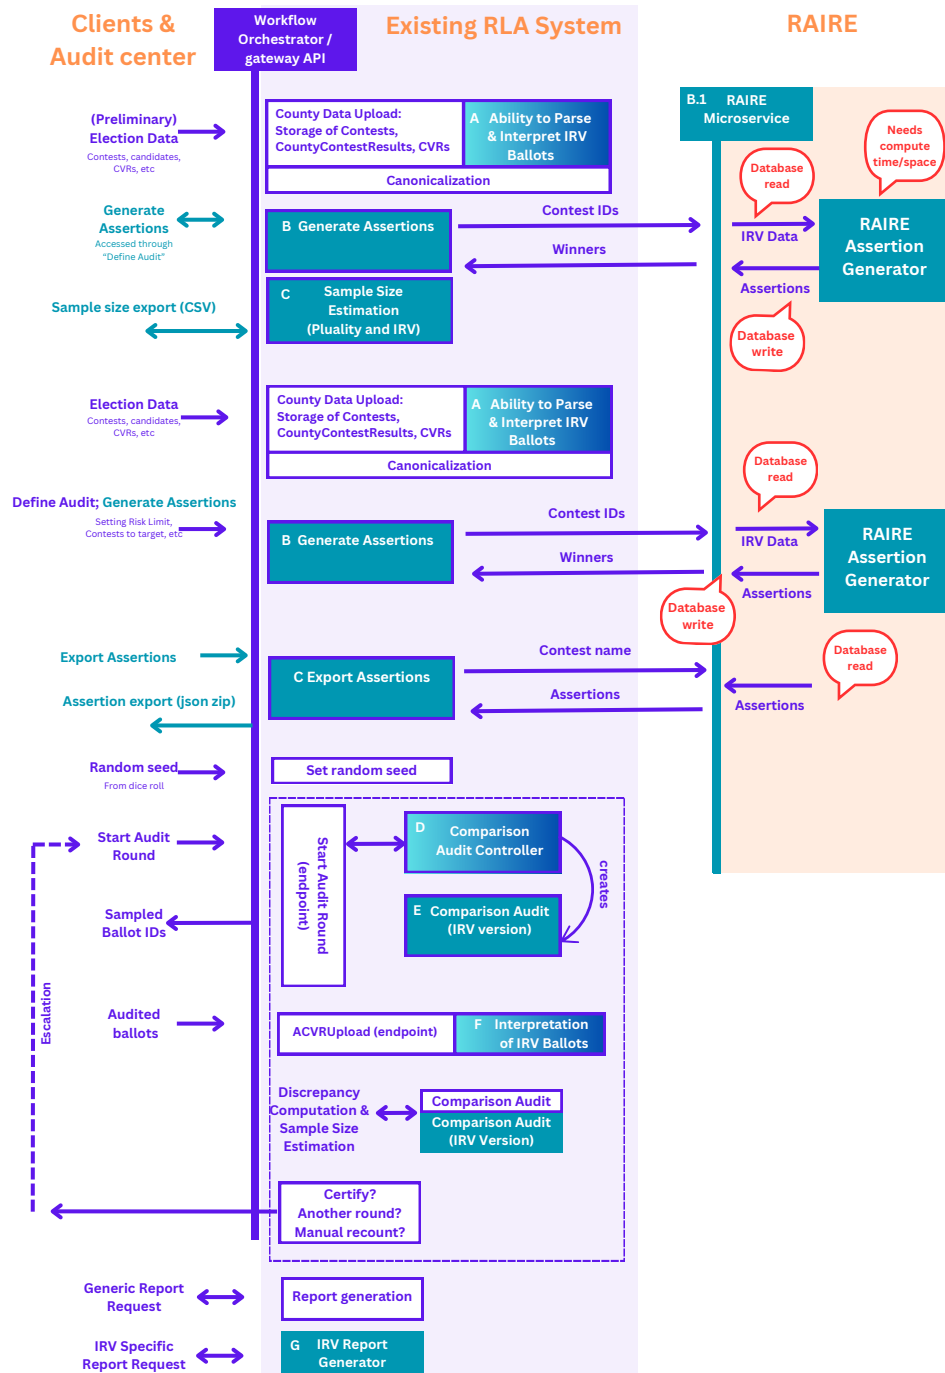 Clients &
Audit center
Workflow
Orchestrator /
gateway API
Existing RLA System
RAIRE
(Preliminary)
Election Data
Contests, candidates,
CVRs, etc
County Data Upload:
Storage of Contests,
CountyContestResults, CVRs
A Ability to Parse
& Interpret IRV
Ballots
Canonicalization
B.1 RAIRE
Microservice
Database
read
Needs
compute
time/space
Generate
Assertions
Accessed through
“Define Audit”
B Generate Assertions
Contest IDs
Winners
IRV Data
Assertions
RAIRE
Assertion
Generator
Sample size export (CSV)
C Sample Size
Estimation
(Pluality and IRV)
Database
write
Election Data
Contests, candidates,
CVRs, etc
County Data Upload:
Storage of Contests,
CountyContestResults, CVRs
A Ability to Parse
& Interpret IRV
Ballots
Canonicalization
Database
read
Define Audit; Generate Assertions
Setting Risk Limit,
Contests to target, etc
B Generate Assertions
Contest IDs
Winners
IRV Data
Assertions
RAIRE
Assertion
Generator
Database
write
Export Assertions
Assertion export (json zip)
C Export Assertions
Contest name
Assertions
Database
read
Assertions
Random seed
From dice roll
Set random seed
Start Audit
Round
Start Audit Round
(endpoint)
D Comparison
Audit Controller
creates
E Comparison Audit
(IRV version)
Sampled
Ballot IDs
Escalation
Audited
ballots
ACVRUpload (endpoint)
F Interpretation
of IRV Ballots
Discrepancy
Computation &
Sample Size
Estimation
Comparison Audit
Comparison Audit
(IRV Version)
Certify?
Another round?
Manual recount?
Generic Report
Request
Report generation
IRV Specific
Report Request
G IRV Report
Generator